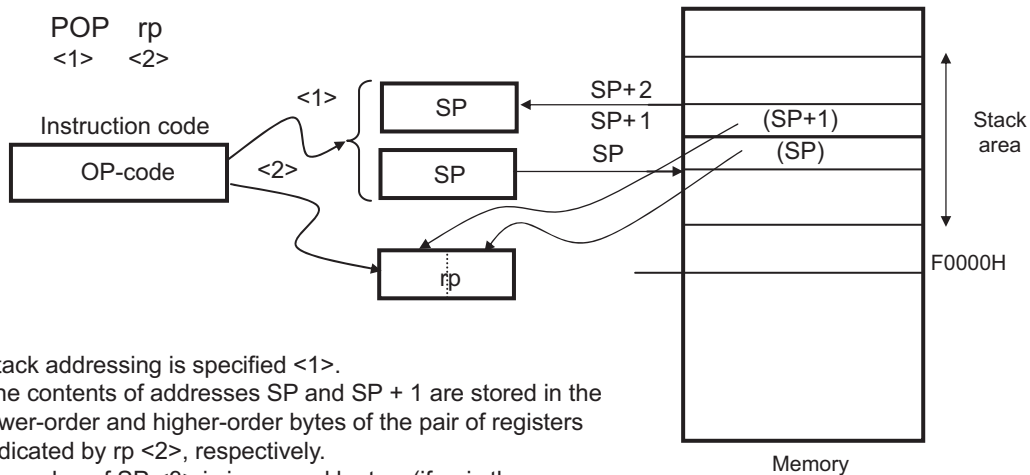 POP rp
<1> <2>
Instruction code
OP-code
<1>
<2>
SP
SP
rp
SP+2
SP+1
SP
(SP+1)
(SP)
Stack
area
F0000H
Memory
tack addressing is specified <1>.
he contents of addresses SP and SP + 1 are stored in the
wer-order and higher-order bytes of the pair of registers
dicated by rp <2>, respectively.